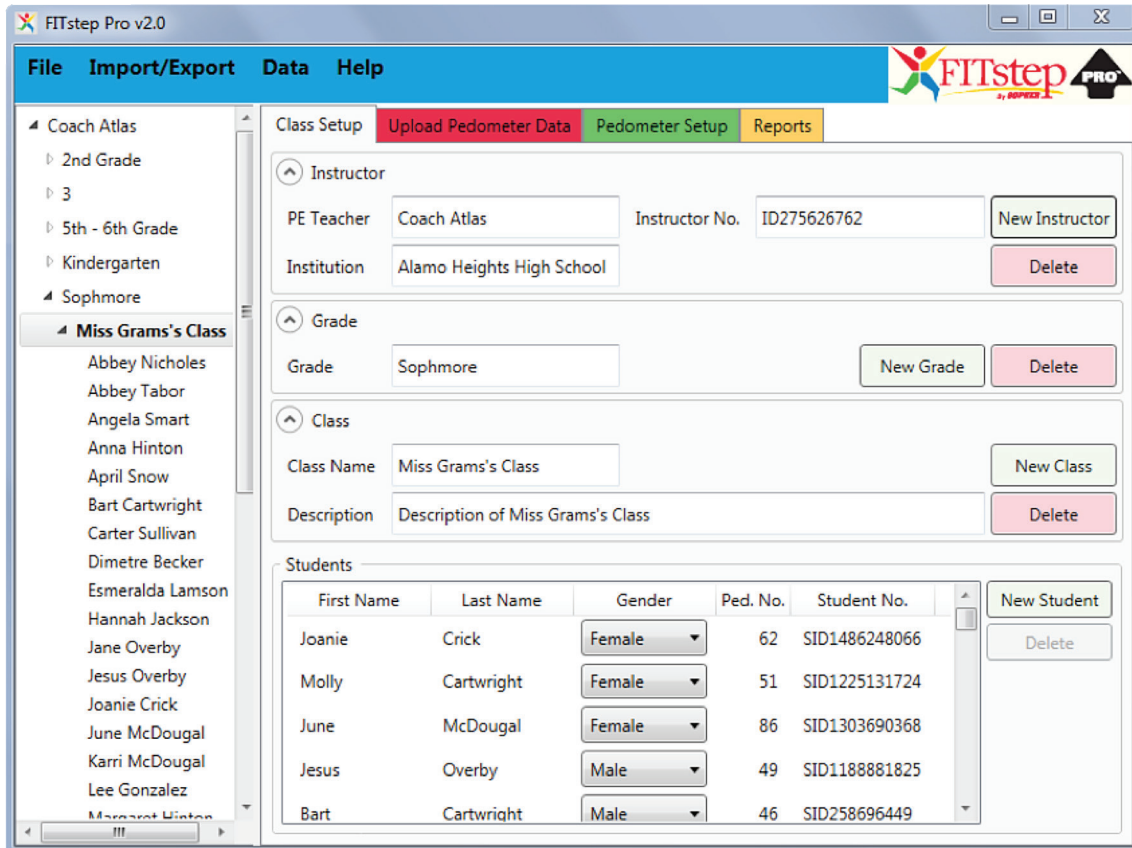 FITstep Pro v2.0
File Import/Export Data Help
FITstep PRO
by GOPHER
Coach Atlas
2nd Grade
3
5th - 6th Grade
Kindergarten
Sophmore
Miss Grams's Class
Abbey Nicholes
Abbey Tabor
Angela Smart
Anna Hinton
April Snow
Bart Cartwright
Carter Sullivan
Dimetre Becker
Esmeralda Lamson
Hannah Jackson
Jane Overby
Jesus Overby
Joanie Crick
June McDougal
Karri McDougal
Lee Gonzalez
Margaret Hinton
Class Setup Upload Pedometer Data Pedometer Setup Reports
Instructor
PE Teacher Coach Atlas Instructor No. ID275626762 New Instructor
Institution Alamo Heights High School Delete
Grade
Grade Sophmore New Grade Delete
Class
Class Name Miss Grams's Class New Class
Description Description of Miss Grams's Class Delete
Students
First Name Last Name Gender Ped. No. Student No. New Student
Joanie Crick Female 62 SID1486248066 Delete
Molly Cartwright Female 51 SID1225131724
June McDougal Female 86 SID1303690368
Jesus Overby Male 49 SID1188881825
Bart Cartwright Male 46 SID258696449